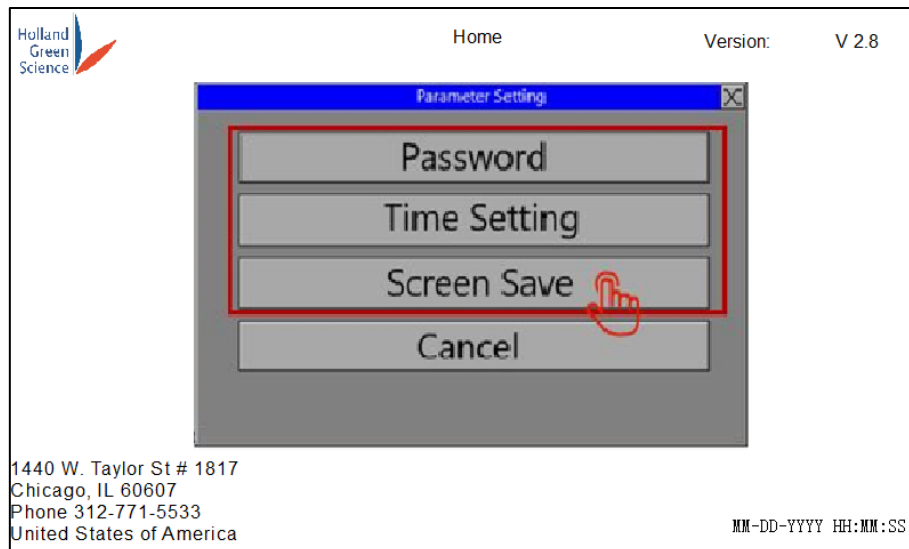 Holland
Green
Science
Home
Version: V 2.8
Parameter Setting
Password
Time Setting
Screen Save
Cancel
1440 W. Taylor St # 1817
Chicago, IL 60607
Phone 312-771-5533
United States of America
MM-DD-YYYY HH:MM:SS